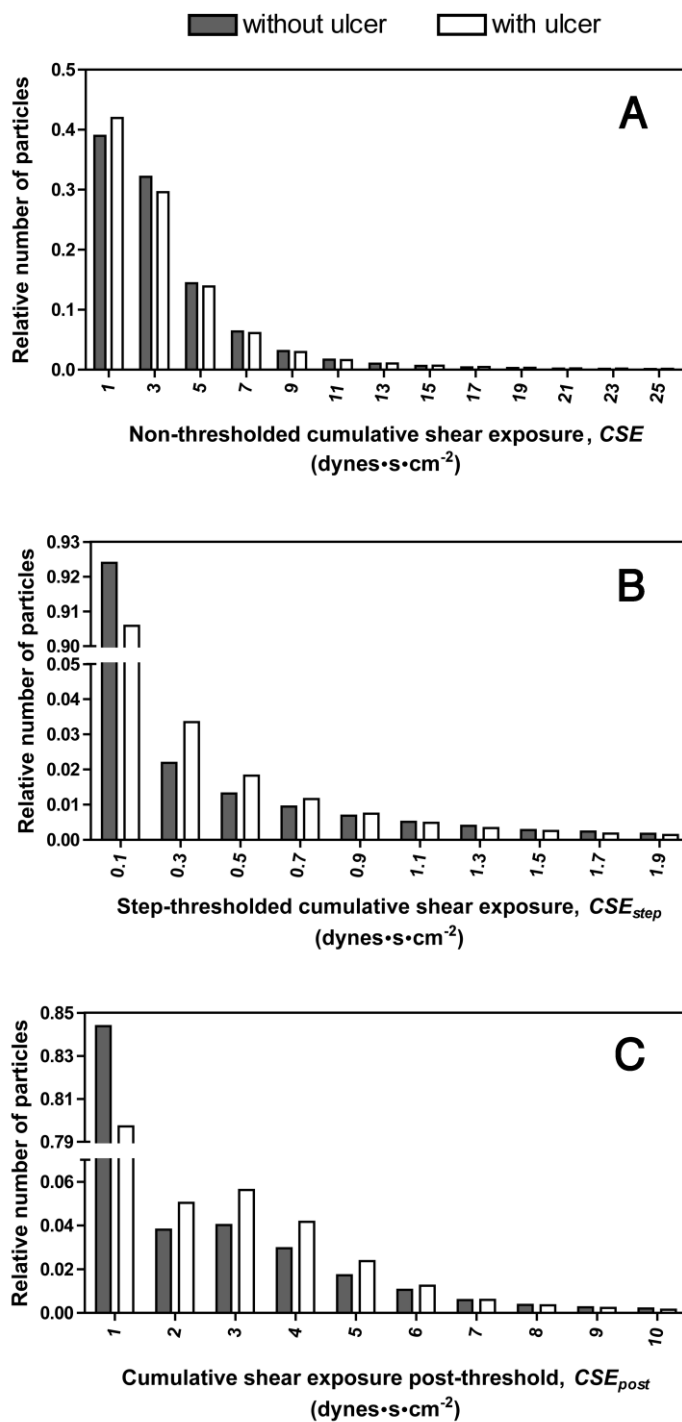 without ulcer with ulcer
A
Relative number of particles
0.5
0.4
0.3
0.2
0.1
0.0
1 3 5 7 9 11 13 15 17 19 21 23 25
Non-thresholded cumulative shear exposure, CSE
(dynes•s•cm-2)
B
Relative number of particles
0.93
0.92
0.91
0.90
0.05
0.04
0.03
0.02
0.01
0.00
0.1 0.3 0.5 0.7 0.9 1.1 1.3 1.5 1.7 1.9
Step-thresholded cumulative shear exposure, CSEstep
(dynes•s•cm-2)
C
Relative number of particles
0.85
0.83
0.81
0.79
0.06
0.04
0.02
0.00
1 2 3 4 5 6 7 8 9 10
Cumulative shear exposure post-threshold, CSEpost
(dynes•s•cm-2)